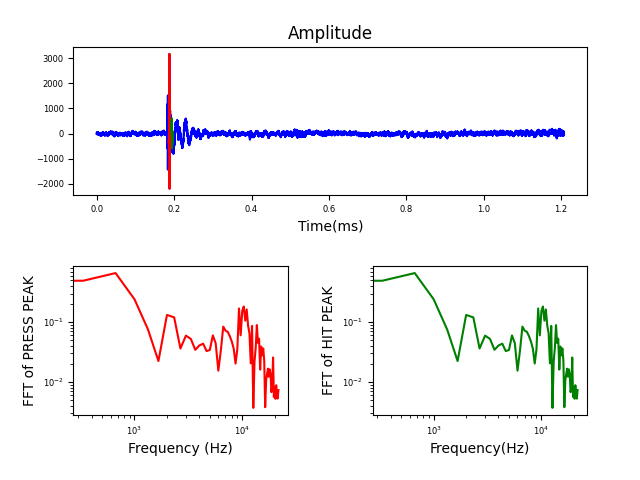 Amplitude
3000
2000
1000
0
−1000
−2000
0.0 0.2 0.4 0.6 0.8 1.0 1.2
Time(ms)
FFT of PRESS PEAK
10⁻¹
10⁻²
10³ 10⁴
Frequency (Hz)
FFT of HIT PEAK
10⁻¹
10⁻²
10³ 10⁴
Frequency(Hz)